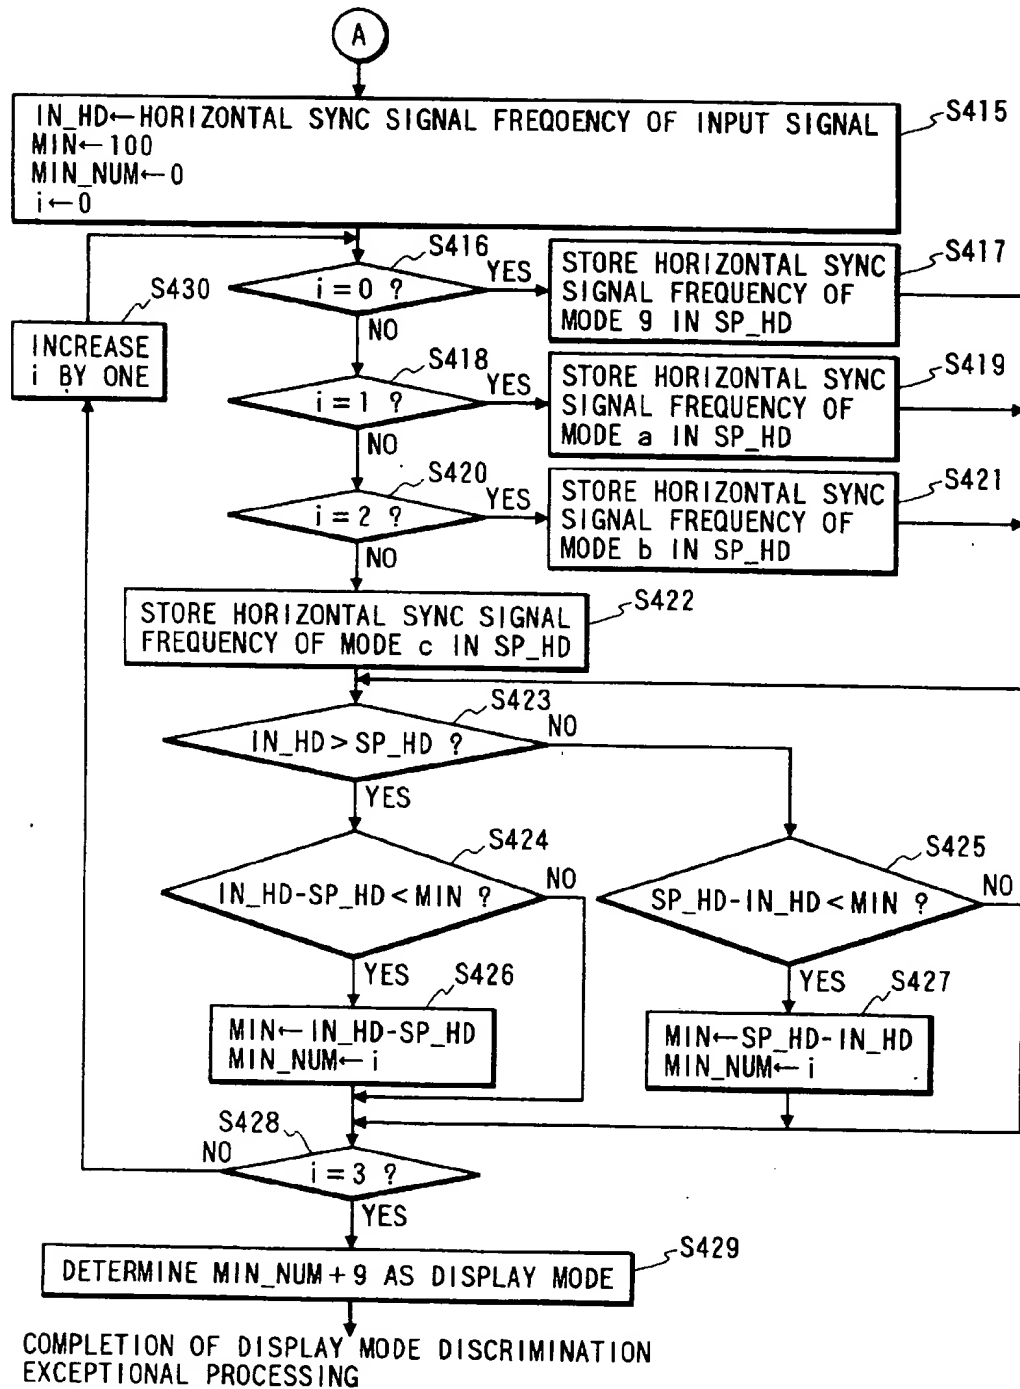 A
IN_HD←HORIZONTAL SYNC SIGNAL FREQOENCY OF INPUT SIGNAL
MIN←100
MIN_NUM←0
i←0
S415
S416
i=0 ?
YES
NO
STORE HORIZONTAL SYNC
SIGNAL FREQUENCY OF
MODE 9 IN SP_HD
S417
S430
INCREASE
i BY ONE
S418
i=1 ?
YES
NO
STORE HORIZONTAL SYNC
SIGNAL FREQUENCY OF
MODE a IN SP_HD
S419
S420
i=2 ?
YES
NO
STORE HORIZONTAL SYNC
SIGNAL FREQUENCY OF
MODE b IN SP_HD
S421
STORE HORIZONTAL SYNC SIGNAL
FREQUENCY OF MODE c IN SP_HD
S422
S423
IN_HD>SP_HD ?
NO
YES
S424
IN_HD-SP_HD<MIN ?
NO
YES
S425
SP_HD-IN_HD<MIN ?
NO
YES
S426
MIN←IN_HD-SP_HD
MIN_NUM←i
S427
MIN←SP_HD-IN_HD
MIN_NUM←i
S428
NO
i=3 ?
YES
S429
DETERMINE MIN_NUM+9 AS DISPLAY MODE
COMPLETION OF DISPLAY MODE DISCRIMINATION
EXCEPTIONAL PROCESSING